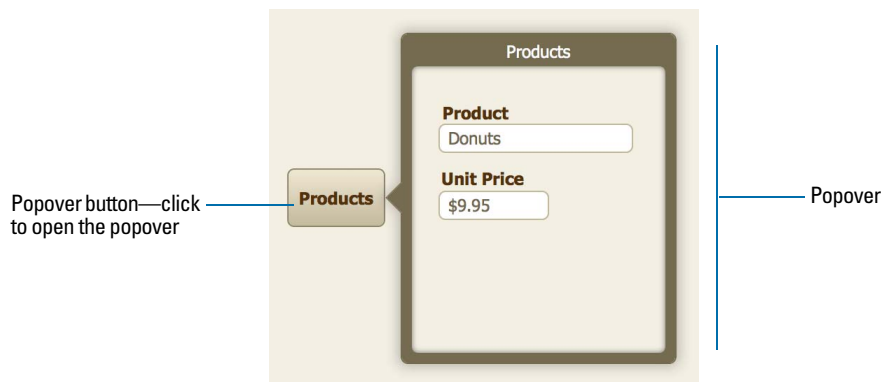 Products
Product
Donuts
Unit Price
$9.95
Products
Popover button—click
to open the popover
Popover